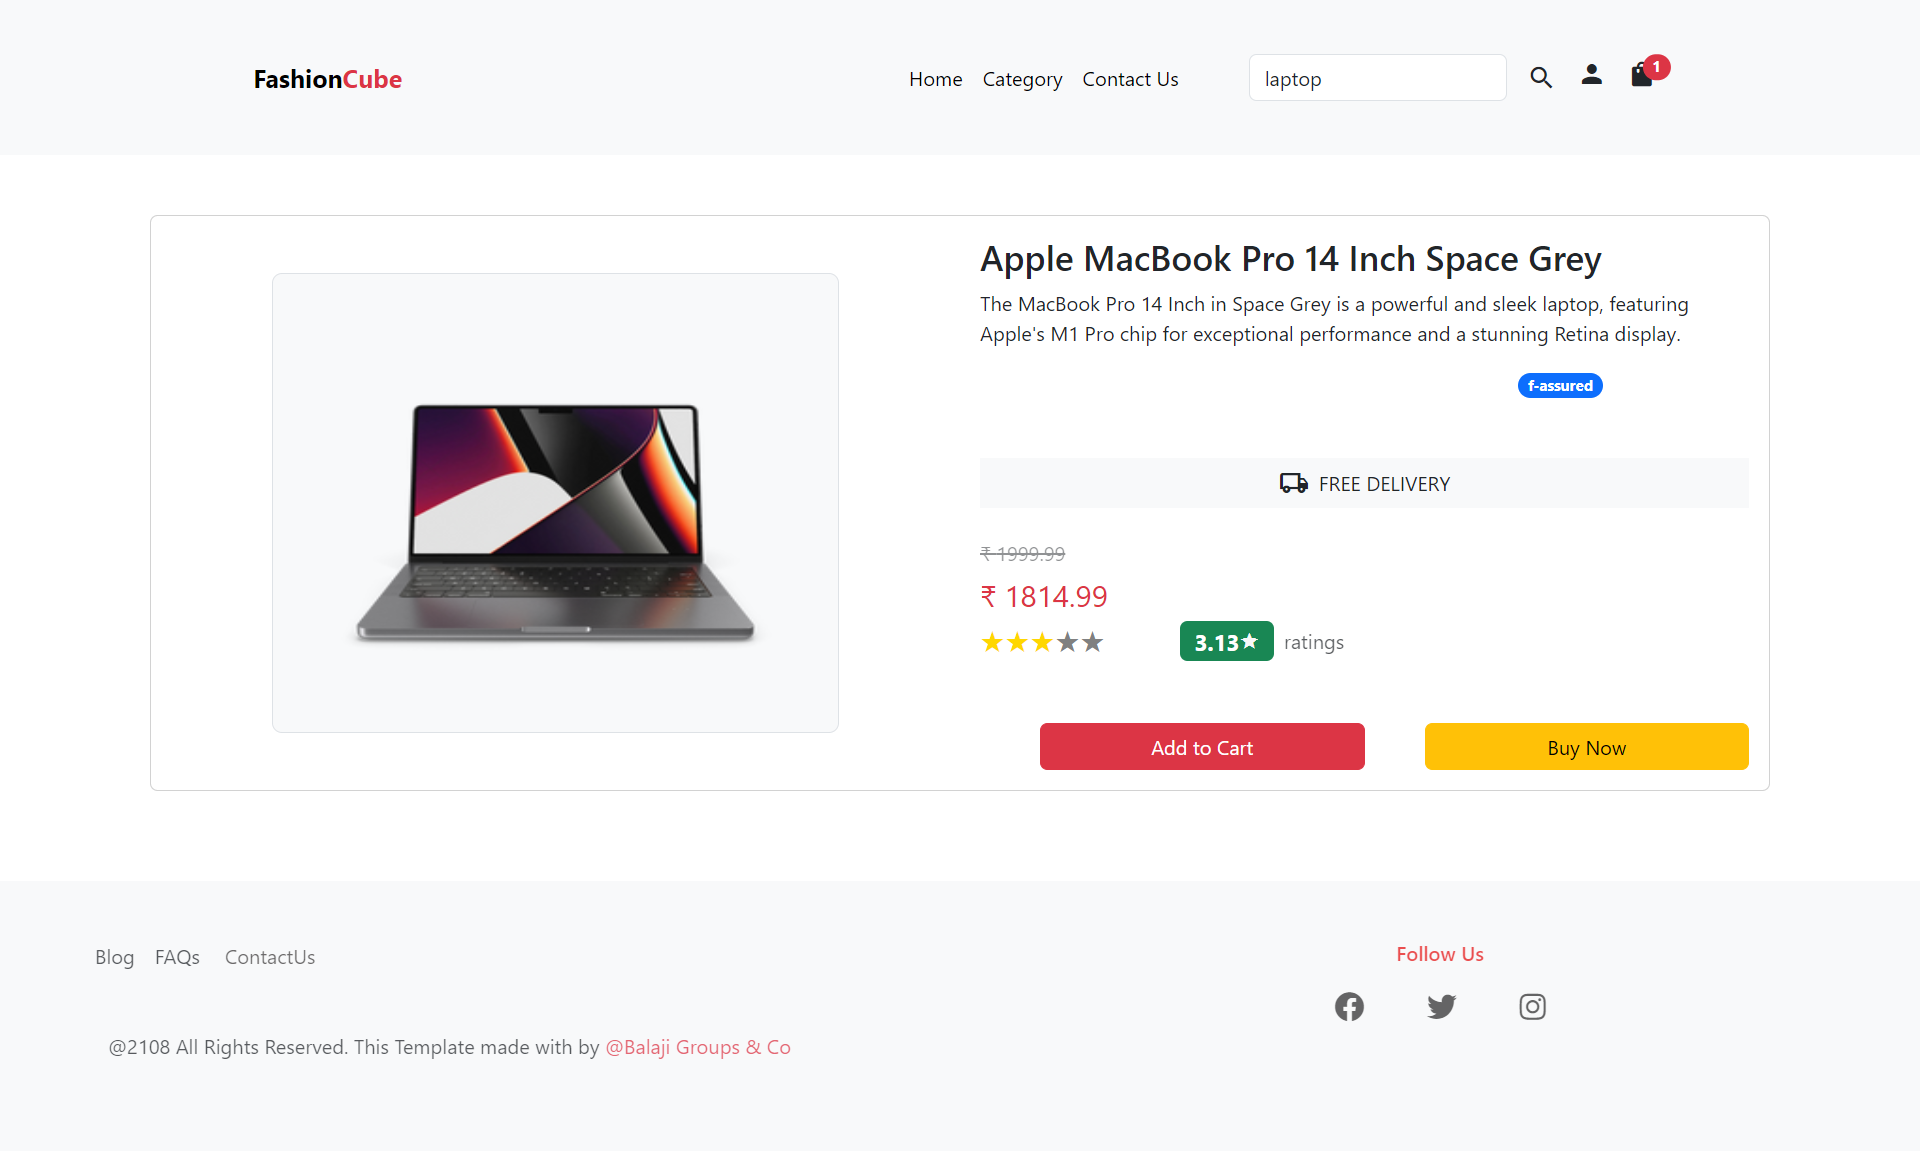 FashionCube
Home Category Contact Us
laptop
1
Apple MacBook Pro 14 Inch Space Grey
The MacBook Pro 14 Inch in Space Grey is a powerful and sleek laptop, featuring
Apple's M1 Pro chip for exceptional performance and a stunning Retina display.
f-assured
FREE DELIVERY
₹ 1999.99
₹ 1814.99
★★★★★ 3.13★ ratings
Add to Cart Buy Now
Blog FAQs ContactUs
Follow Us
@2108 All Rights Reserved. This Template made with by @Balaji Groups & Co